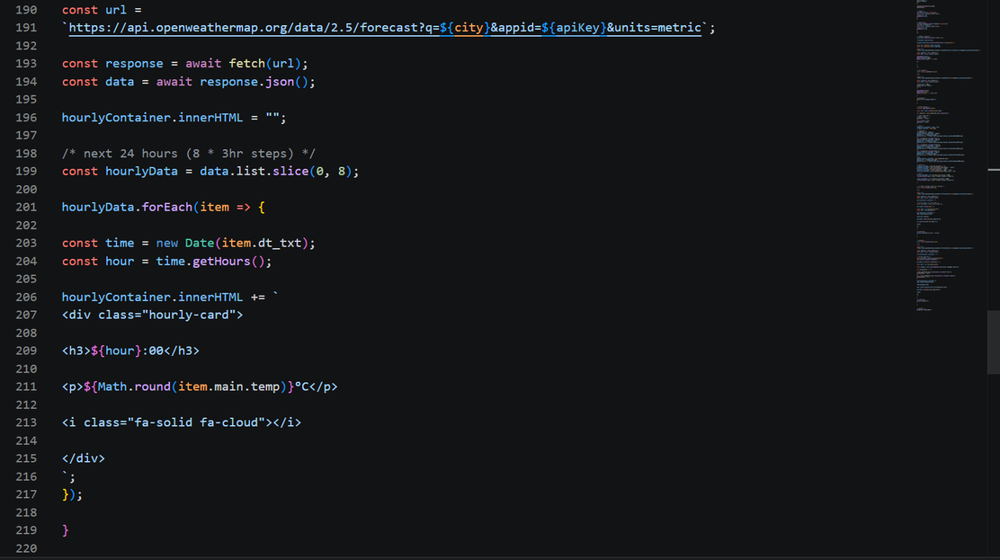 190 const url =
191 `https://api.openweathermap.org/data/2.5/forecast?q=${city}&appid=${apiKey}&units=metric`;
192
193 const response = await fetch(url);
194 const data = await response.json();
195
196 hourlyContainer.innerHTML = "";
197
198 /* next 24 hours (8 * 3hr steps) */
199 const hourlyData = data.list.slice(0, 8);
200
201 hourlyData.forEach(item => {
202
203 const time = new Date(item.dt_txt);
204 const hour = time.getHours();
205
206 hourlyContainer.innerHTML += `
207 <div class="hourly-card">
208
209 <h3>${hour}:00</h3>
210
211 <p>${Math.round(item.main.temp)}°C</p>
212
213 <i class="fa-solid fa-cloud"></i>
214
215 </div>
216 `;
217 });
218
219 }
220